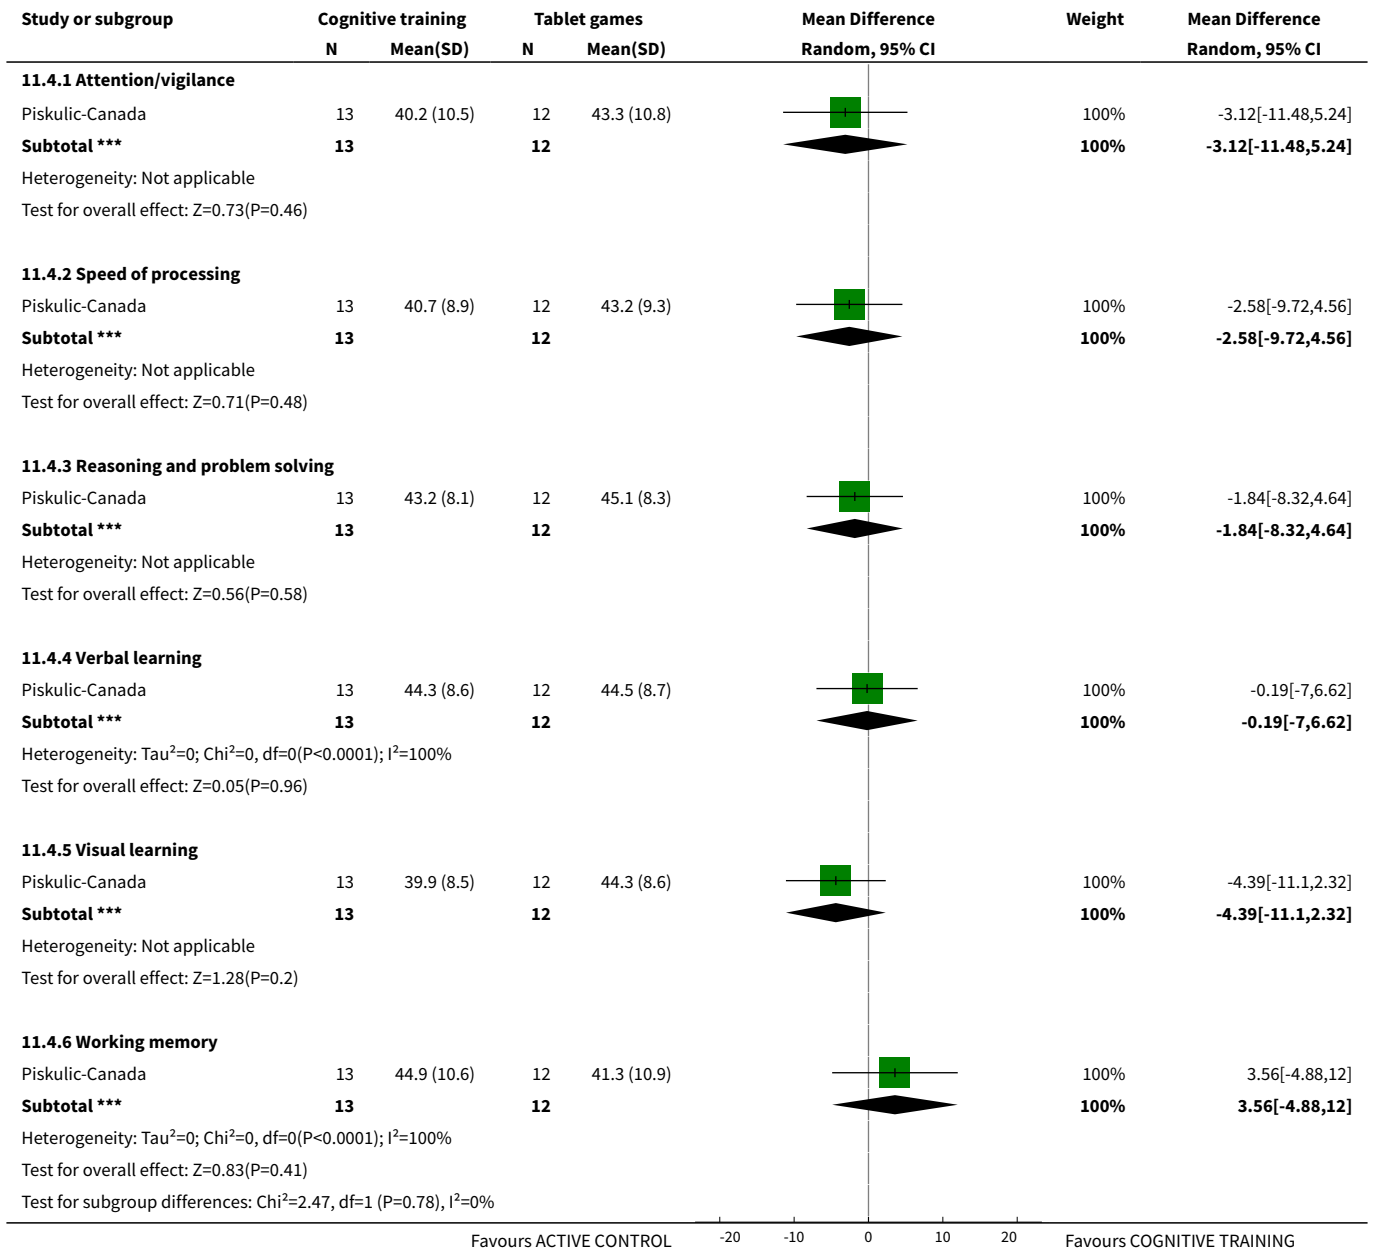 Study or subgroup Cognitive training Tablet games Mean Difference Weight Mean Difference
N Mean(SD) N Mean(SD) Random, 95% CI Random, 95% CI
11.4.1 Attention/vigilance
Piskulic-Canada 13 40.2 (10.5) 12 43.3 (10.8) 100% -3.12[-11.48,5.24]
Subtotal *** 13 12 100% -3.12[-11.48,5.24]
Heterogeneity: Not applicable
Test for overall effect: Z=0.73(P=0.46)
11.4.2 Speed of processing
Piskulic-Canada 13 40.7 (8.9) 12 43.2 (9.3) 100% -2.58[-9.72,4.56]
Subtotal *** 13 12 100% -2.58[-9.72,4.56]
Heterogeneity: Not applicable
Test for overall effect: Z=0.71(P=0.48)
11.4.3 Reasoning and problem solving
Piskulic-Canada 13 43.2 (8.1) 12 45.1 (8.3) 100% -1.84[-8.32,4.64]
Subtotal *** 13 12 100% -1.84[-8.32,4.64]
Heterogeneity: Not applicable
Test for overall effect: Z=0.56(P=0.58)
11.4.4 Verbal learning
Piskulic-Canada 13 44.3 (8.6) 12 44.5 (8.7) 100% -0.19[-7,6.62]
Subtotal *** 13 12 100% -0.19[-7,6.62]
Heterogeneity: Tau²=0; Chi²=0, df=0(P<0.0001); I²=100%
Test for overall effect: Z=0.05(P=0.96)
11.4.5 Visual learning
Piskulic-Canada 13 39.9 (8.5) 12 44.3 (8.6) 100% -4.39[-11.1,2.32]
Subtotal *** 13 12 100% -4.39[-11.1,2.32]
Heterogeneity: Not applicable
Test for overall effect: Z=1.28(P=0.2)
11.4.6 Working memory
Piskulic-Canada 13 44.9 (10.6) 12 41.3 (10.9) 100% 3.56[-4.88,12]
Subtotal *** 13 12 100% 3.56[-4.88,12]
Heterogeneity: Tau²=0; Chi²=0, df=0(P<0.0001); I²=100%
Test for overall effect: Z=0.83(P=0.41)
Test for subgroup differences: Chi²=2.47, df=1 (P=0.78), I²=0%
Favours ACTIVE CONTROL -20 -10 0 10 20 Favours COGNITIVE TRAINING